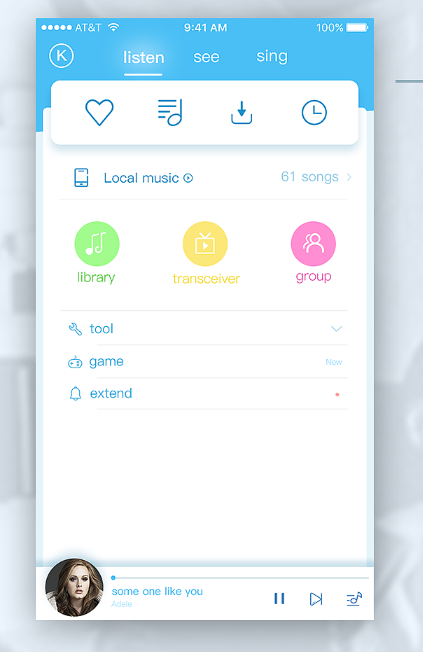 AT&T 9:41 AM 100%
K listen see sing
Local music 61 songs
library transceiver group
tool
game New
extend
some one like you
Adele